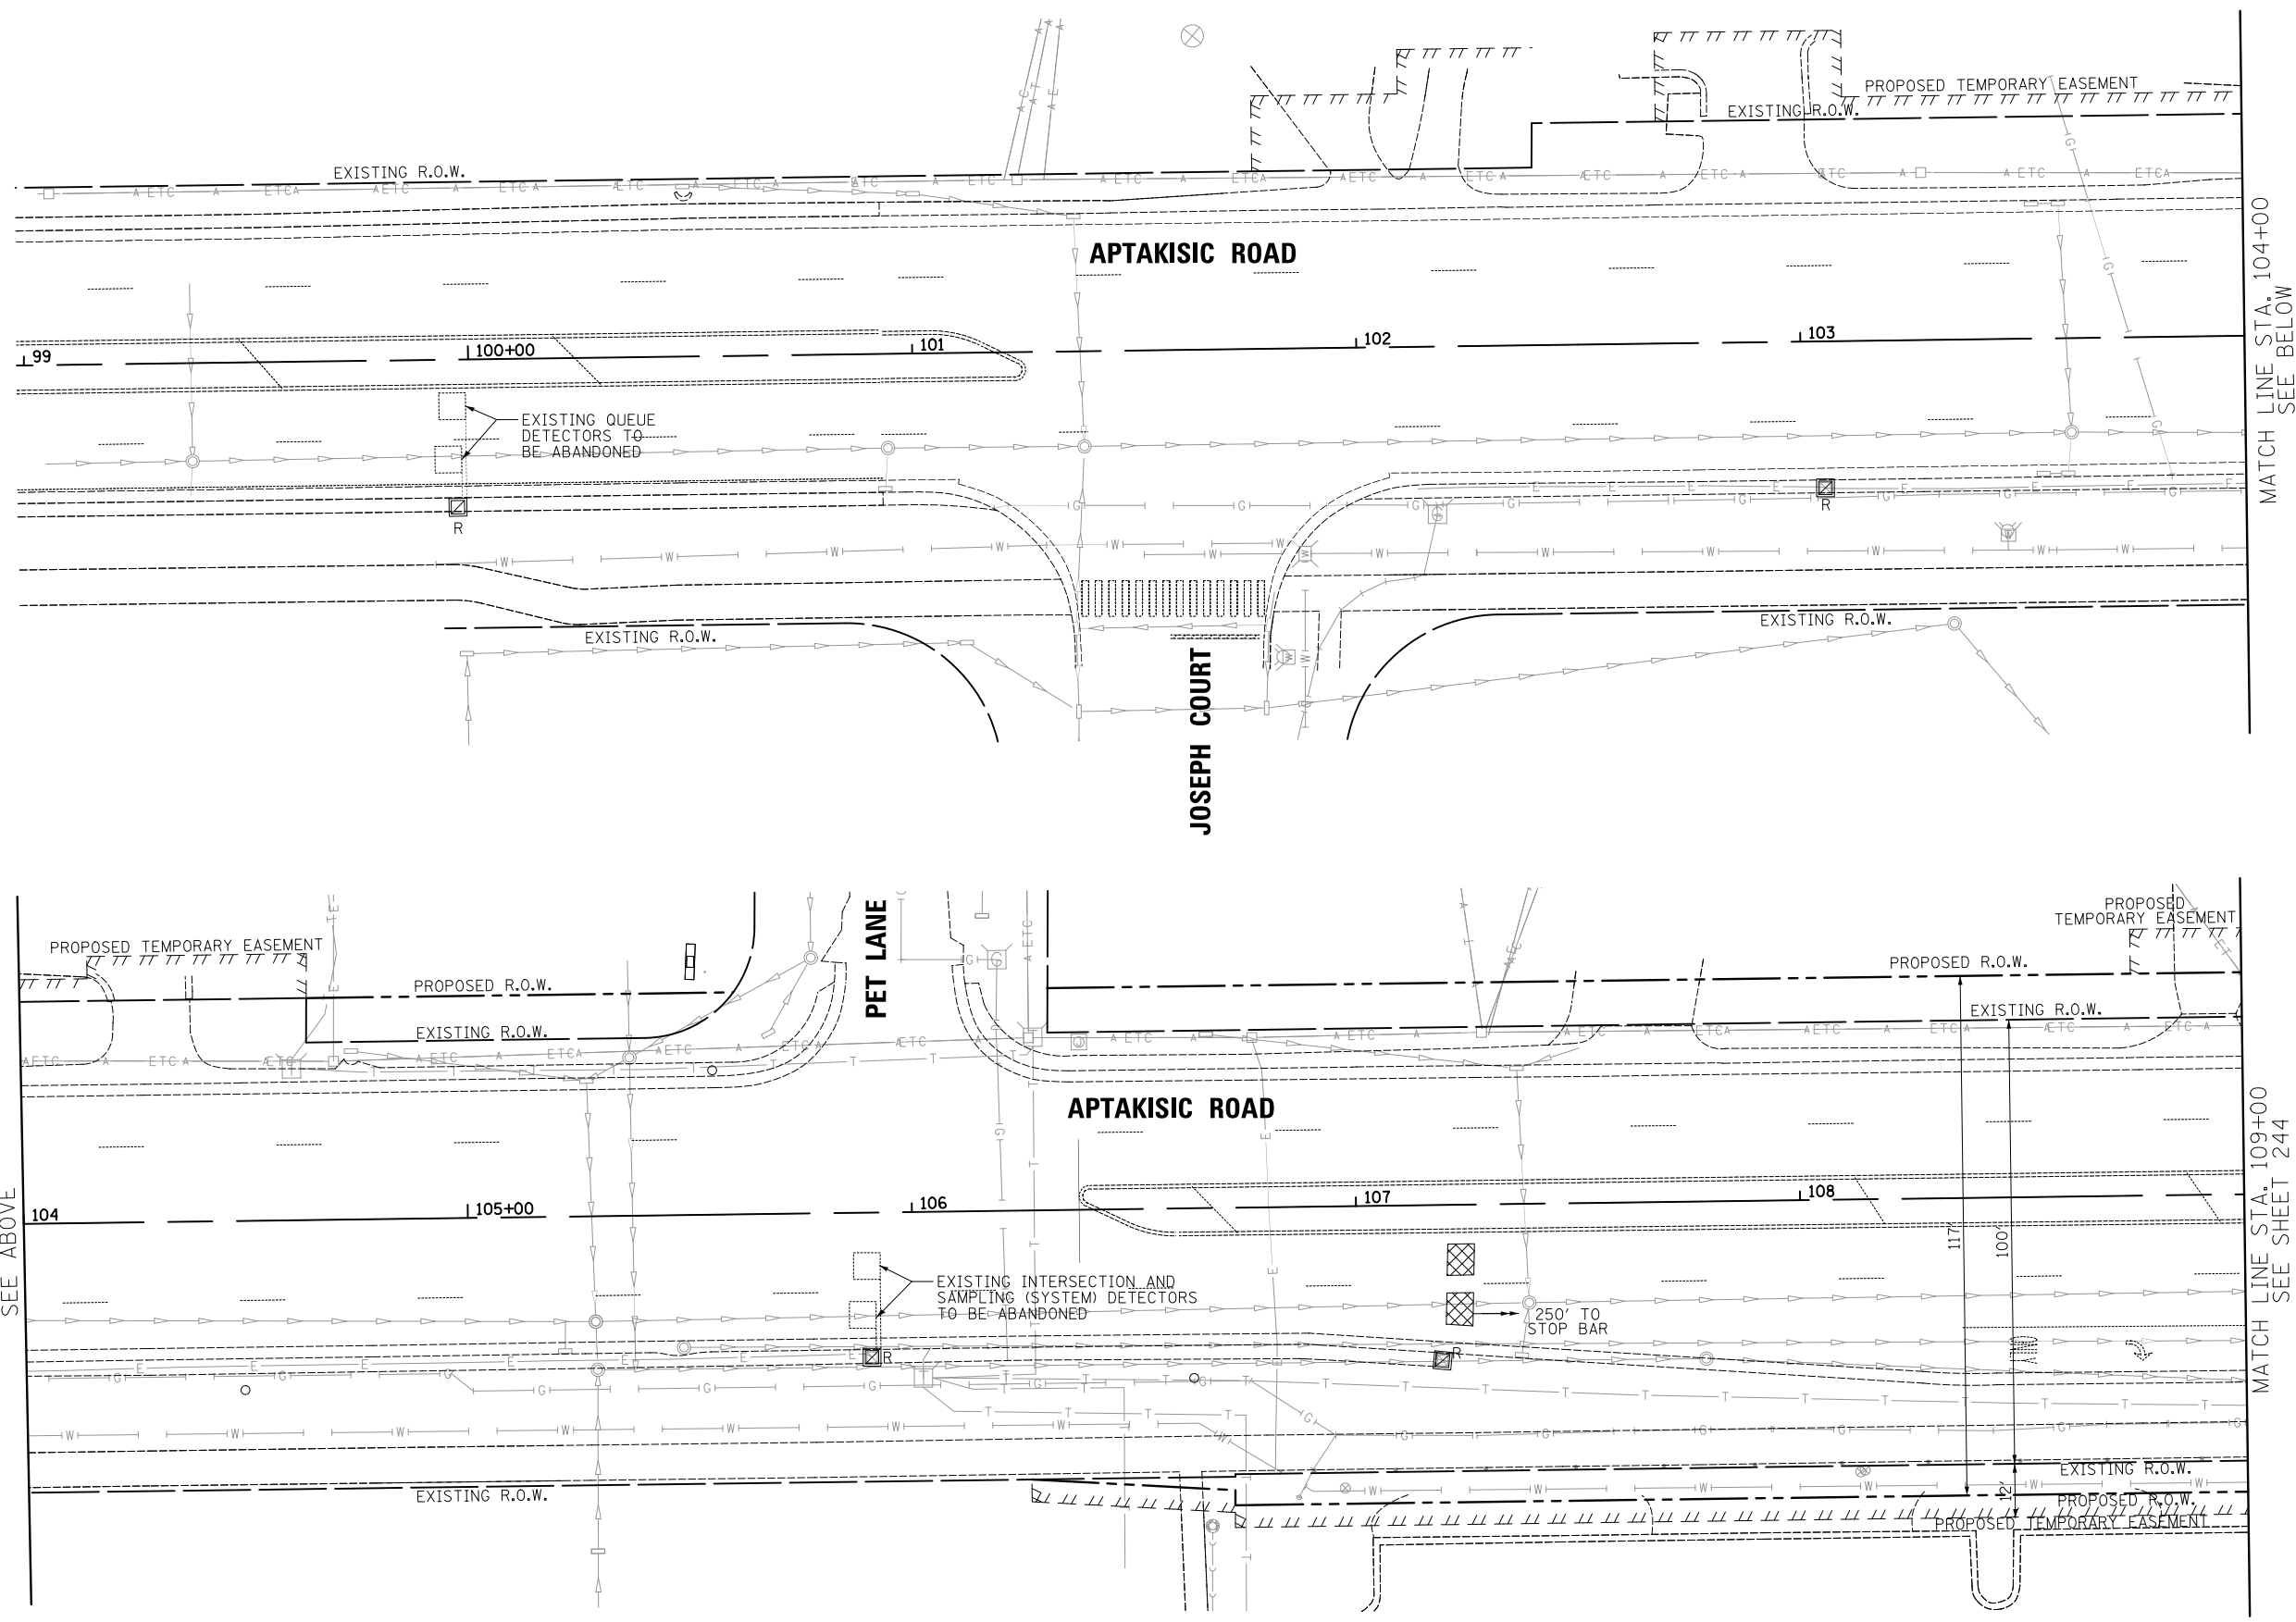 PROPOSED TEMPORARY EASEMENT
EXISTING R.O.W.
EXISTING R.O.W.
APTAKISIC ROAD
99
100+00
101
102
103
EXISTING QUEUE
DETECTORS TO
BE ABANDONED
R
R
EXISTING R.O.W.
EXISTING R.O.W.
JOSEPH COURT
MATCH LINE STA. 104+00
SEE BELOW
PROPOSED TEMPORARY EASEMENT
PROPOSED R.O.W.
EXISTING R.O.W.
PET LANE
PROPOSED
TEMPORARY EASEMENT
PROPOSED R.O.W.
EXISTING R.O.W.
APTAKISIC ROAD
SEE ABOVE
104
105+00
106
107
108
117'
100'
EXISTING INTERSECTION AND
SAMPLING (SYSTEM) DETECTORS
TO BE ABANDONED
250' TO
STOP BAR
R
R
EXISTING R.O.W.
EXISTING R.O.W.
12'
PROPOSED R.O.W.
PROPOSED TEMPORARY EASEMENT
MATCH LINE STA. 109+00
SEE SHEET 244